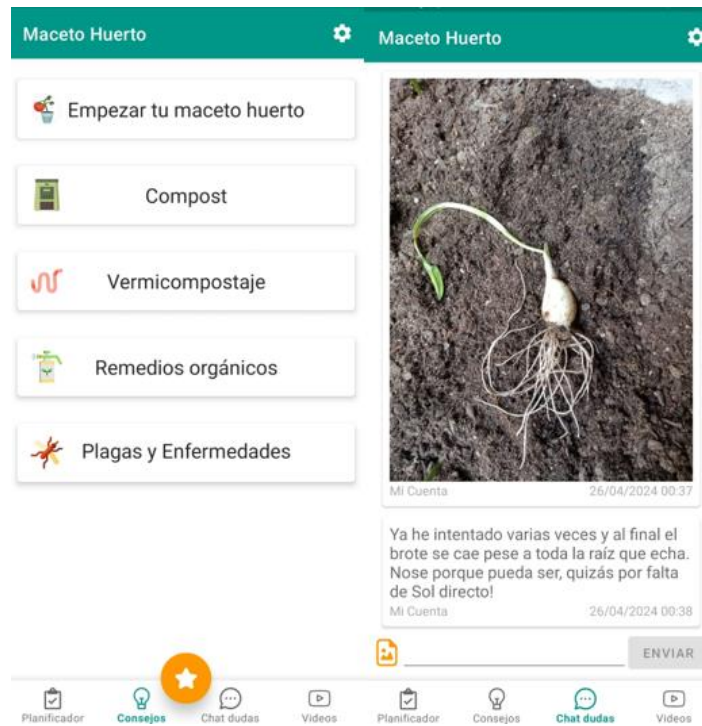 Maceto Huerto
Empezar tu maceto huerto
Compost
Vermicompostaje
Remedios orgánicos
Plagas y Enfermedades
Planificador
Consejos
Chat dudas
Videos
Maceto Huerto
Mi Cuenta
26/04/2024 00:37
Ya he intentado varias veces y al final el
brote se cae pese a toda la raíz que echa.
Nose porque pueda ser, quizás por falta
de Sol directo!
Mi Cuenta
26/04/2024 00:38
ENVIAR
Planificador
Consejos
Chat dudas
Videos